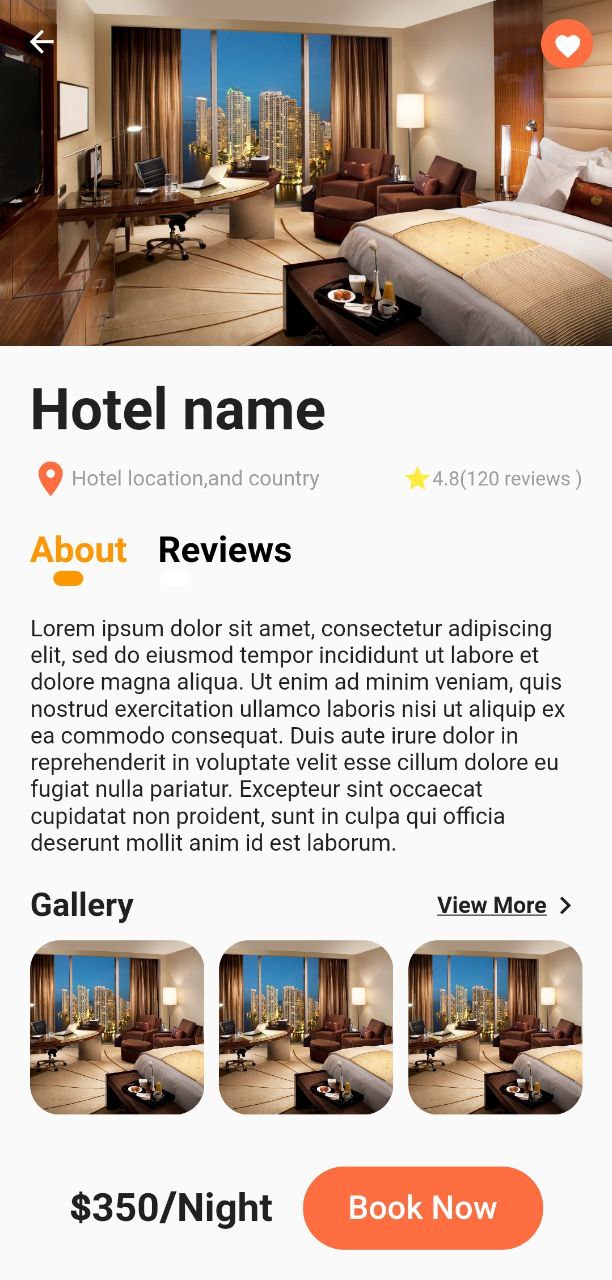 Hotel name
Hotel location,and country
4.8(120 reviews )
About
Reviews
Lorem ipsum dolor sit amet, consectetur adipiscing
elit, sed do eiusmod tempor incididunt ut labore et
dolore magna aliqua. Ut enim ad minim veniam, quis
nostrud exercitation ullamco laboris nisi ut aliquip ex
ea commodo consequat. Duis aute irure dolor in
reprehenderit in voluptate velit esse cillum dolore eu
fugiat nulla pariatur. Excepteur sint occaecat
cupidatat non proident, sunt in culpa qui officia
deserunt mollit anim id est laborum.
Gallery
View More
$350/Night
Book Now